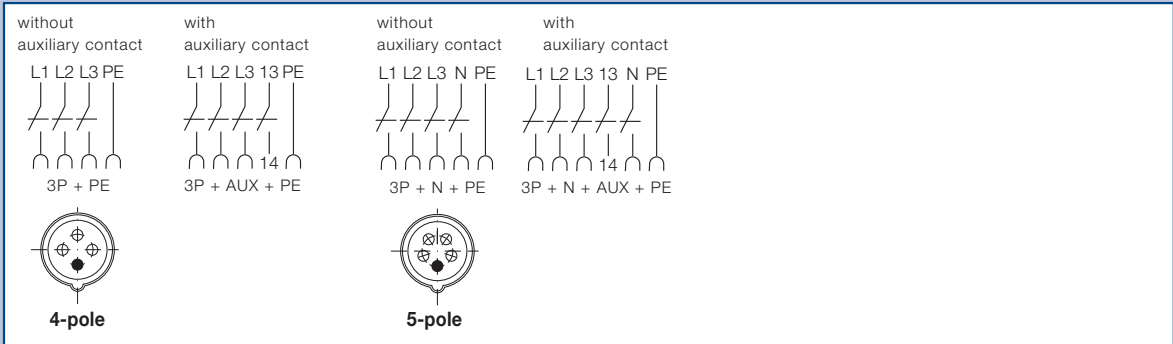 without
auxiliary contact
L1 L2 L3 PE
3P + PE
4-pole
with
auxiliary contact
L1 L2 L3 13 PE
14
3P + AUX + PE
without
auxiliary contact
L1 L2 L3 N PE
3P + N + PE
5-pole
with
auxiliary contact
L1 L2 L3 13 N PE
14
3P + N + AUX + PE